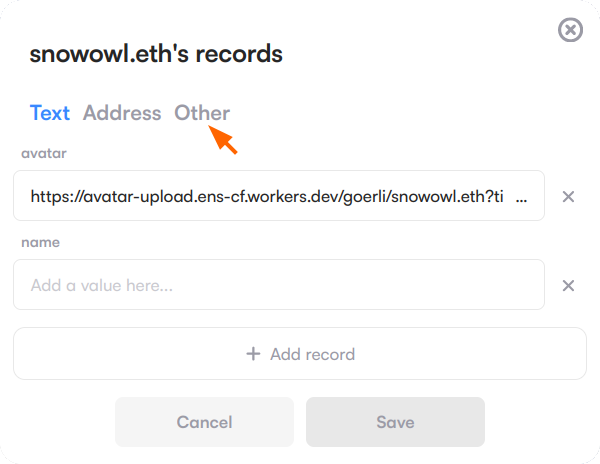 snowowl.eth's records
Text Address Other
avatar
https://avatar-upload.ens-cf.workers.dev/goerli/snowowl.eth?ti ...
name
Add a value here...
+ Add record
Cancel Save